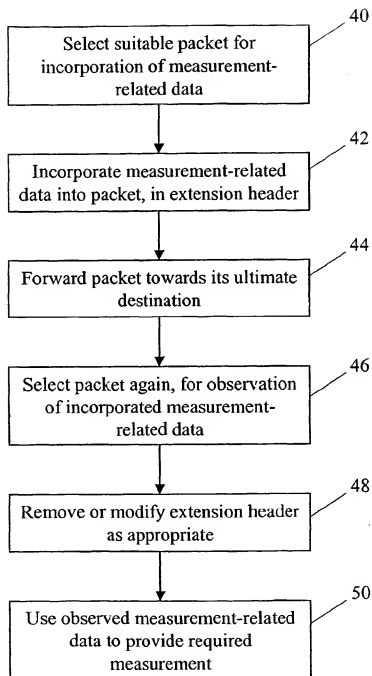 40
Select suitable packet for
incorporation of measurement-
related data
42
Incorporate measurement-related
data into packet, in extension header
44
Forward packet towards its ultimate
destination
46
Select packet again, for observation
of incorporated measurement-
related data
48
Remove or modify extension header
as appropriate
50
Use observed measurement-related
data to provide required
measurement